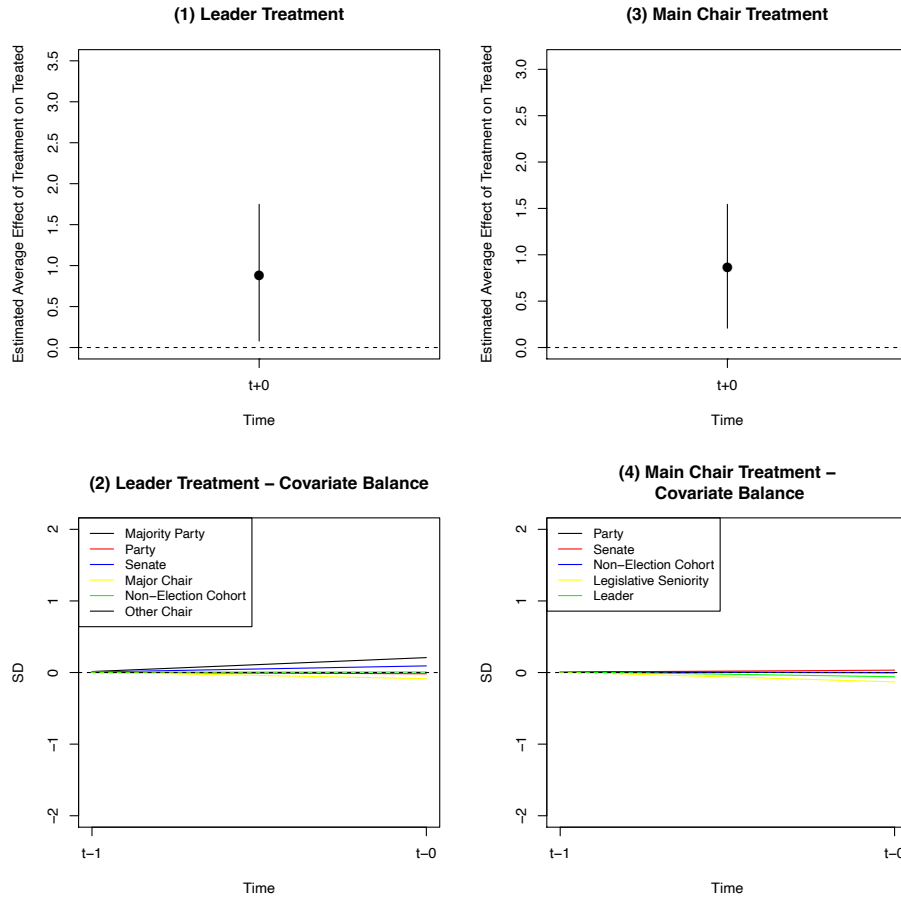 (1) Leader Treatment
Estimated Average Effect of Treatment on Treated
3.5
3.0
2.5
2.0
1.5
1.0
0.5
0.0
t+0
Time
(3) Main Chair Treatment
Estimated Average Effect of Treatment on Treated
3.0
2.5
2.0
1.5
1.0
0.5
0.0
t+0
Time
(2) Leader Treatment − Covariate Balance
Majority Party
Party
Senate
Major Chair
Non−Election Cohort
Other Chair
SD
2
1
0
−1
−2
t−1
t−0
Time
(4) Main Chair Treatment −
Covariate Balance
Party
Senate
Non−Election Cohort
Legislative Seniority
Leader
SD
2
1
0
−1
−2
t−1
t−0
Time